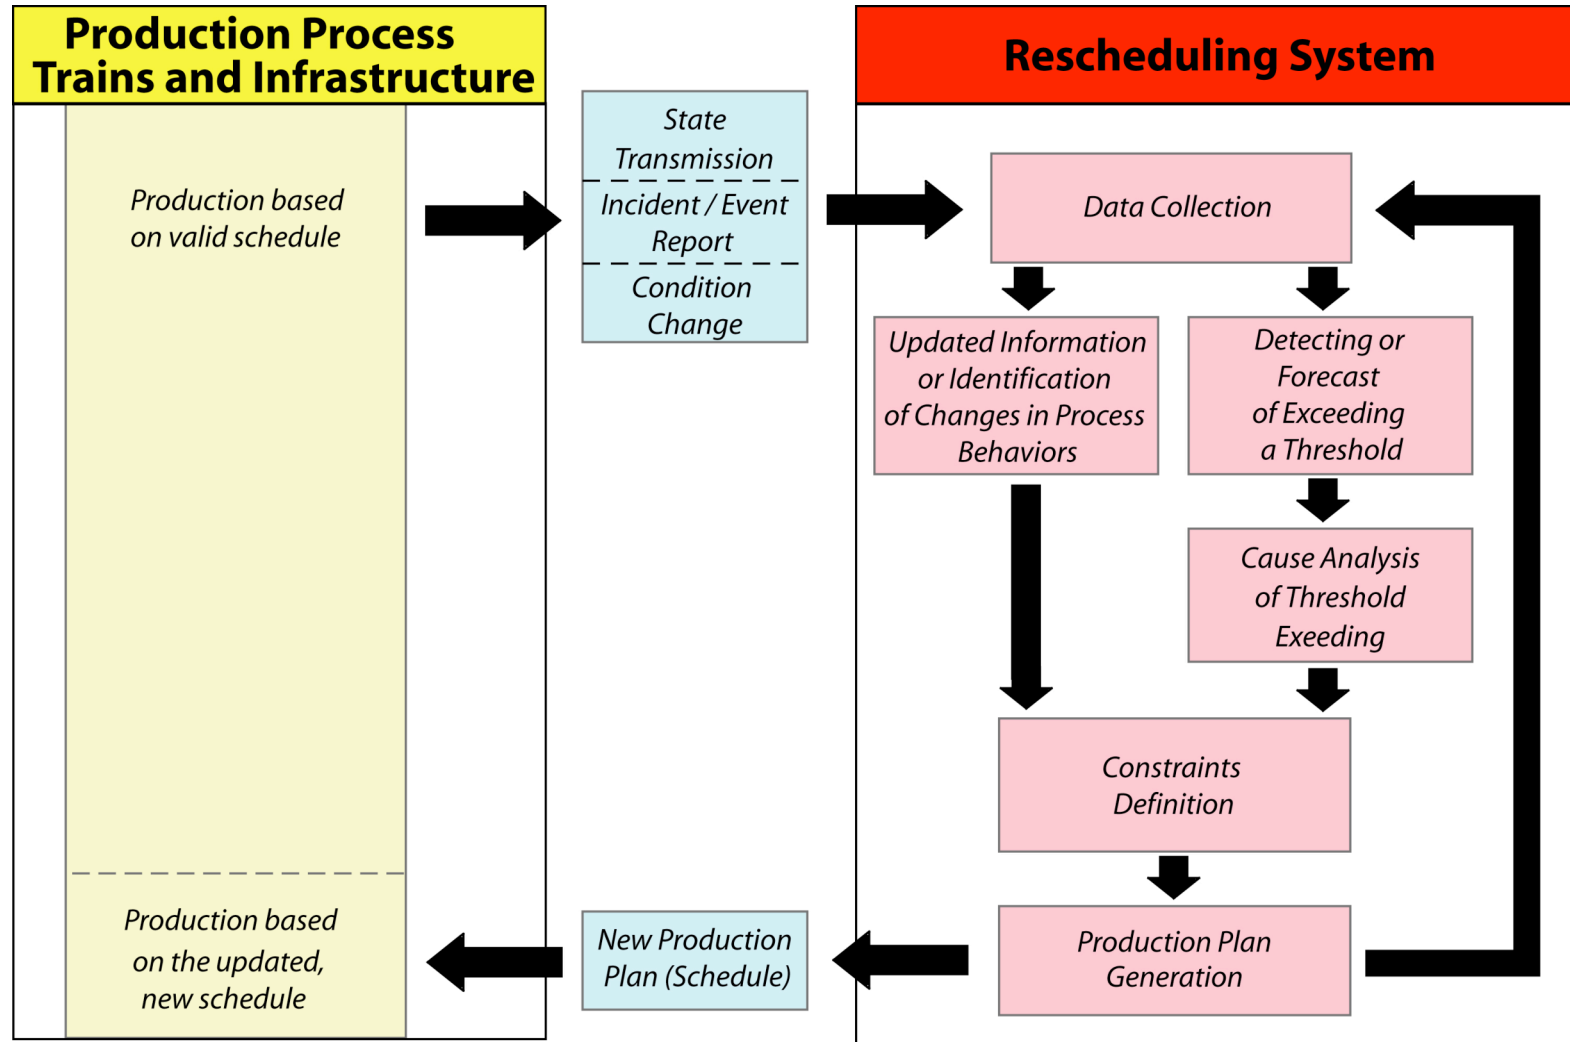 Production Process
Trains and Infrastructure
Rescheduling System
Production based
on valid schedule
State
Transmission
Incident / Event
Report
Condition
Change
Data Collection
Updated Information
or Identification
of Changes in Process
Behaviors
Detecting or
Forecast
of Exceeding
a Threshold
Cause Analysis
of Threshold
Exeeding
Constraints
Definition
Production based
on the updated,
new schedule
New Production
Plan (Schedule)
Production Plan
Generation